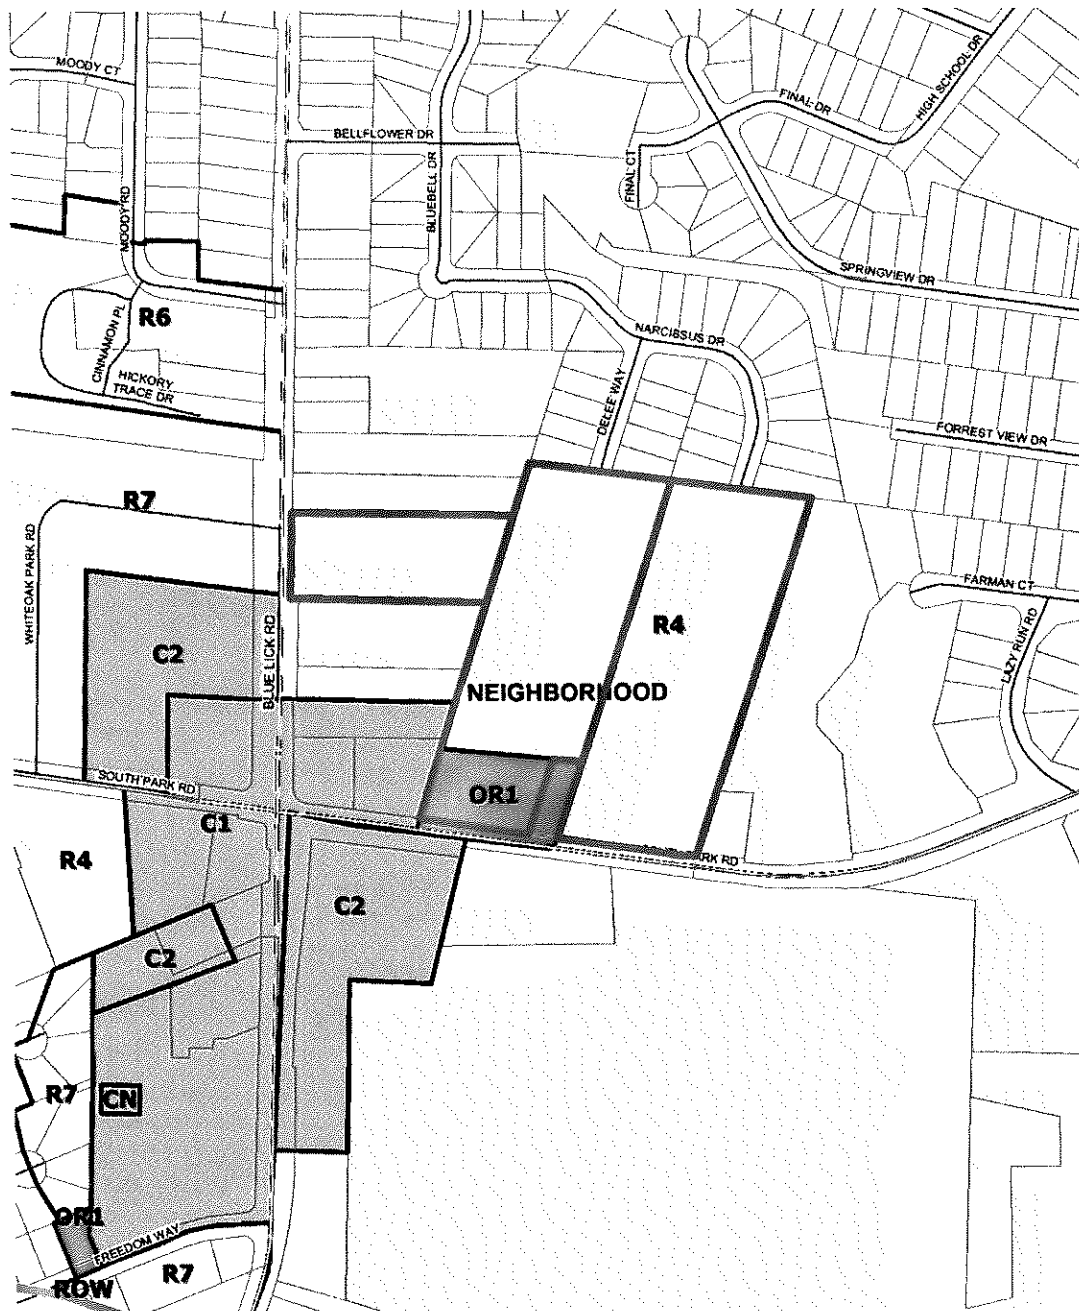 MOODY CT
HIGH SCHOOL DR
FINAL DR
BELLFLOWER DR
BLUEBELL DR
FINAL CT
MOODY RD
SPRINGVIEW DR
R6
CINNAMON PL
NARCISSUS DR
HICKORY
TRACE DR
DELEE WAY
FORREST VIEW DR
R7
WHITEOAK PARK RD
FARMAN CT
LAZY RUN RD
BLUE LICK RD
R4
C2
NEIGHBORHOOD
SOUTH PARK RD
OR1
C1
RK RD
R4
C2
C2
R7
CN
OR1
FREEDOM WAY
R7
ROW